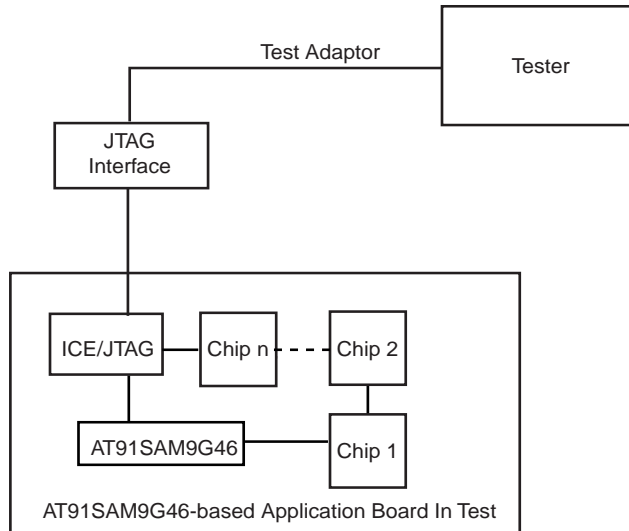 Test Adaptor
Tester
JTAG
Interface
ICE/JTAG
Chip n
Chip 2
AT91SAM9G46
Chip 1
AT91SAM9G46-based Application Board In Test